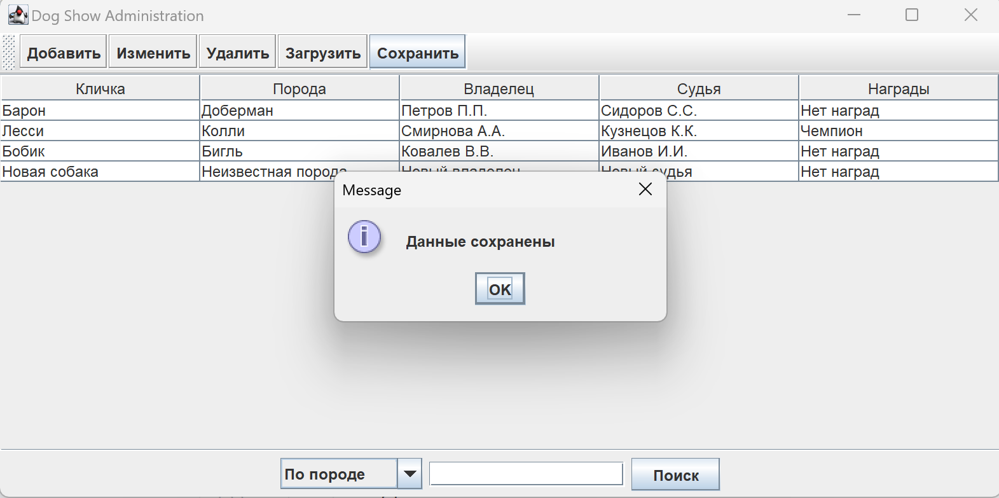 Dog Show Administration
Добавить Изменить Удалить Загрузить Сохранить
Кличка Порода Владелец Судья Награды
Барон Доберман Петров П.П. Сидоров С.С. Нет наград
Лесси Колли Смирнова А.А. Кузнецов К.К. Чемпион
Бобик Бигль Ковалев В.В. Иванов И.И. Нет наград
Новая собака Неизвестная порода Новый владелец Новый судья Нет наград
Message
Данные сохранены
OK
По породе Поиск